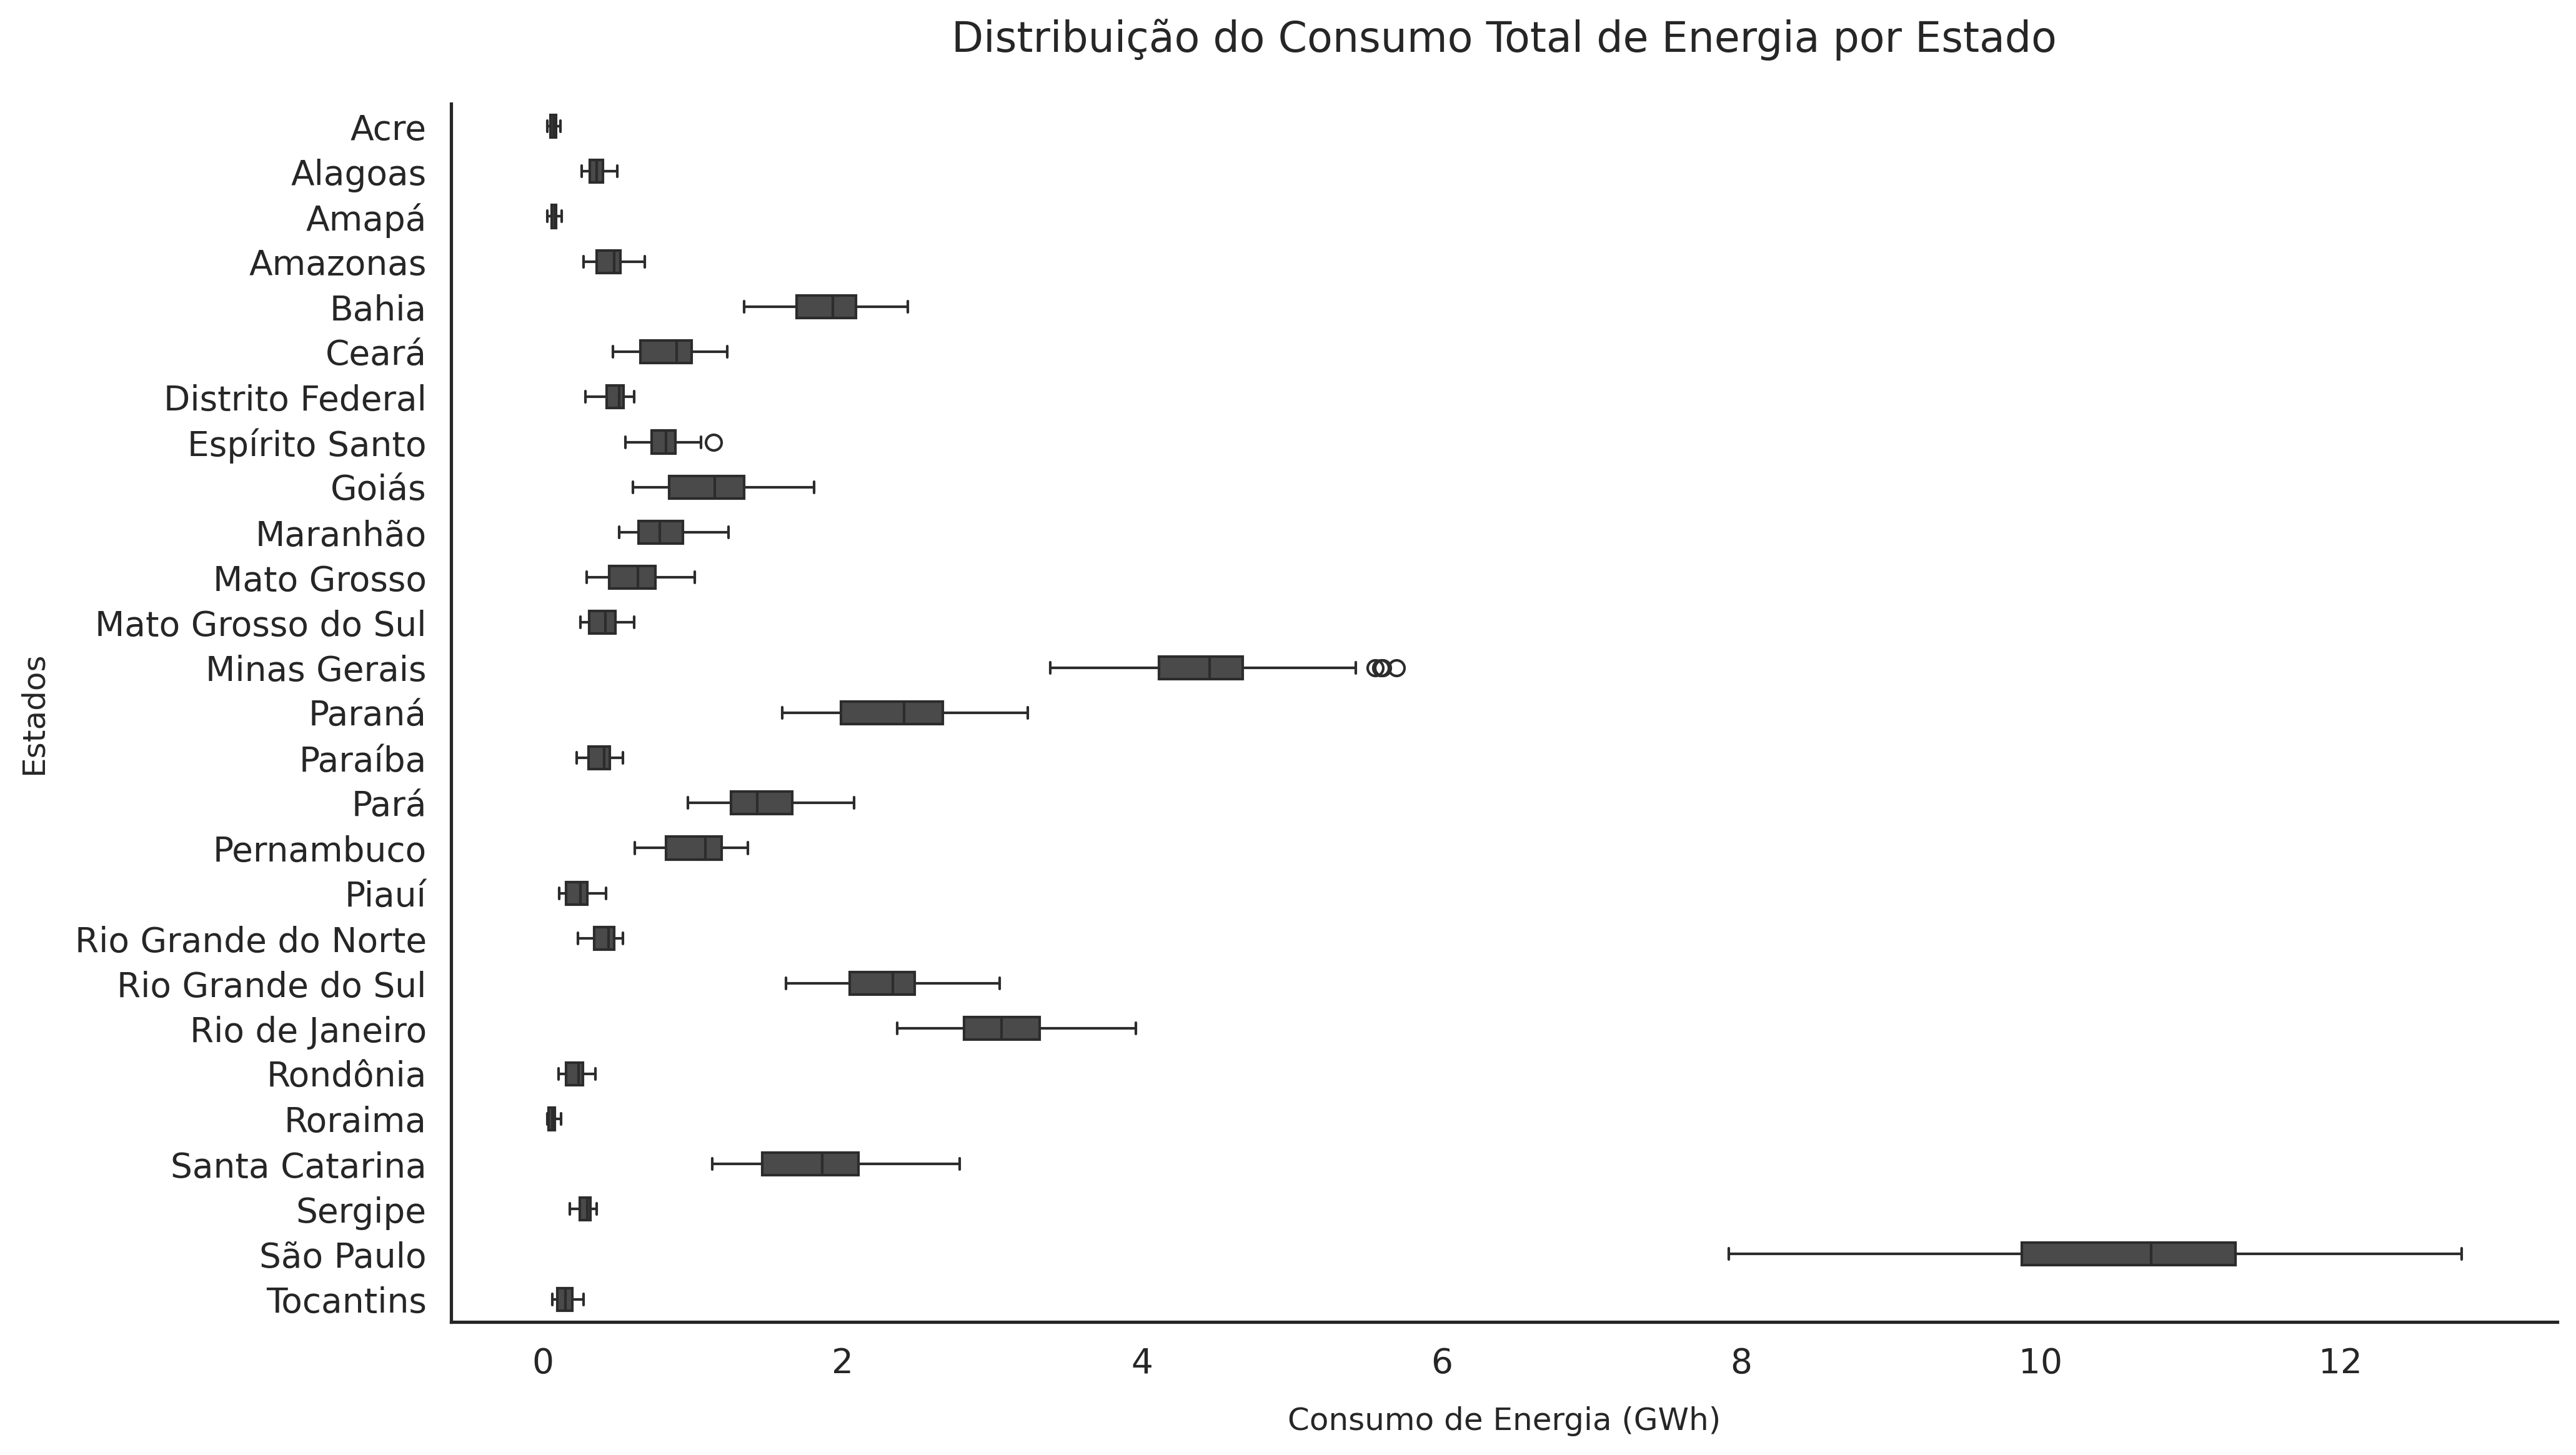 Distribuição do Consumo Total de Energia por Estado
Estados
Acre
Alagoas
Amapá
Amazonas
Bahia
Ceará
Distrito Federal
Espírito Santo
Goiás
Maranhão
Mato Grosso
Mato Grosso do Sul
Minas Gerais
Paraná
Paraíba
Pará
Pernambuco
Piauí
Rio Grande do Norte
Rio Grande do Sul
Rio de Janeiro
Rondônia
Roraima
Santa Catarina
Sergipe
São Paulo
Tocantins
0 2 4 6 8 10 12
Consumo de Energia (GWh)